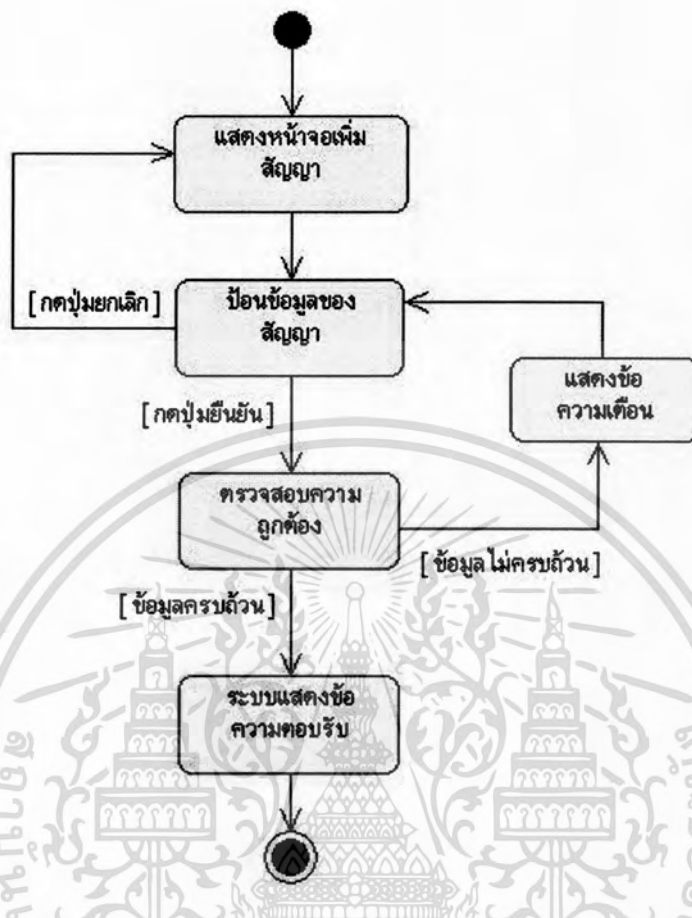 แสดงหน้าจอเพิ่ม
สัญญา
[กดปุ่มยกเลิก]
ป้อนข้อมูลของ
สัญญา
แสดงข้อ
ความเตือน
[กดปุ่มยืนยัน]
ตรวจสอบความ
ถูกต้อง
[ข้อมูลไม่ครบถ้วน]
[ข้อมูลครบถ้วน]
ระบบแสดงข้อ
ความตอบรับ